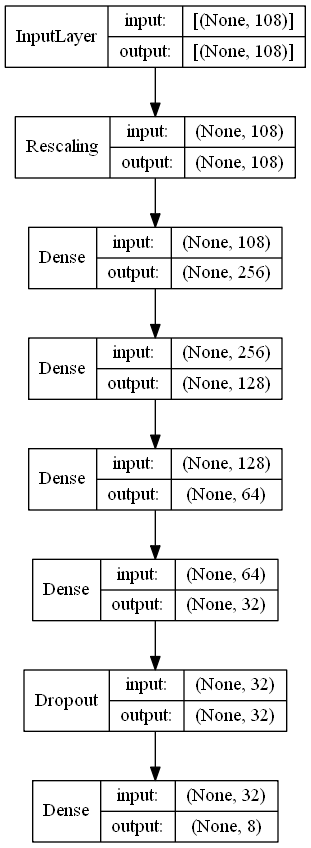 InputLayer input: [(None, 108)]
output: [(None, 108)]
Rescaling input: (None, 108)
output: (None, 108)
Dense input: (None, 108)
output: (None, 256)
Dense input: (None, 256)
output: (None, 128)
Dense input: (None, 128)
output: (None, 64)
Dense input: (None, 64)
output: (None, 32)
Dropout input: (None, 32)
output: (None, 32)
Dense input: (None, 32)
output: (None, 8)